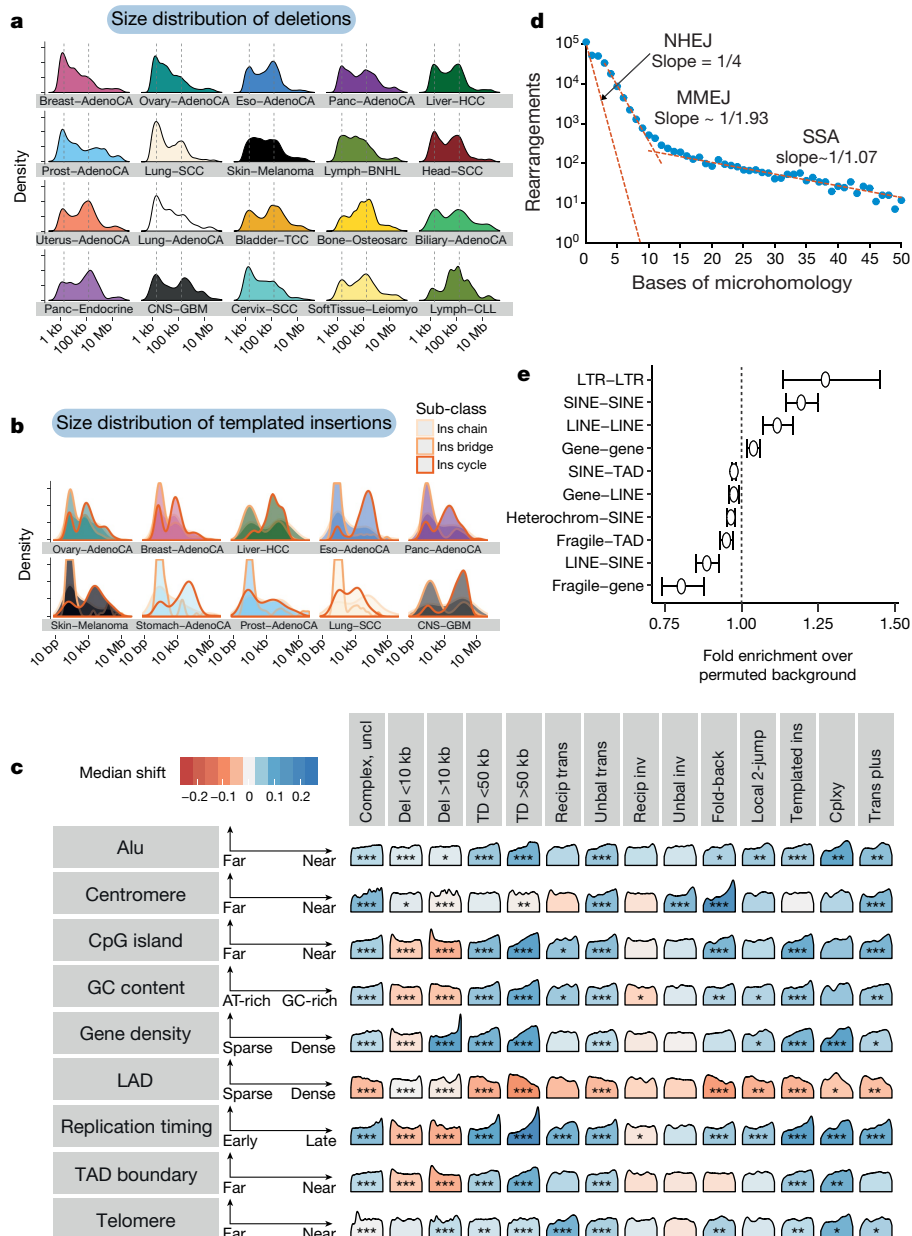 a
Size distribution of deletions
Density
Breast–AdenoCA Ovary–AdenoCA Eso–AdenoCA Panc–AdenoCA Liver–HCC
Prost–AdenoCA Lung–SCC Skin–Melanoma Lymph–BNHL Head–SCC
Uterus–AdenoCA Lung–AdenoCA Bladder–TCC Bone–Osteosarc Biliary–AdenoCA
Panc–Endocrine CNS–GBM Cervix–SCC SoftTissue–Leiomyo Lymph–CLL
1 kb 100 kb 10 Mb 1 kb 100 kb 10 Mb 1 kb 100 kb 10 Mb 1 kb 100 kb 10 Mb 1 kb 100 kb 10 Mb
b
Size distribution of templated insertions
Sub-class
Ins chain
Ins bridge
Ins cycle
Density
Ovary–AdenoCA Breast–AdenoCA Liver–HCC Eso–AdenoCA Panc–AdenoCA
Skin–Melanoma Stomach–AdenoCA Prost–AdenoCA Lung–SCC CNS–GBM
10 bp 10 kb 10 Mb 10 bp 10 kb 10 Mb 10 bp 10 kb 10 Mb 10 bp 10 kb 10 Mb 10 bp 10 kb 10 Mb
d
Rearrangements
10⁵
10⁴
10³
10²
10¹
10⁰
NHEJ
Slope = 1/4
MMEJ
Slope ~ 1/1.93
SSA
slope~1/1.07
0 5 10 15 20 25 30 35 40 45 50
Bases of microhomology
e
LTR–LTR
SINE–SINE
LINE–LINE
Gene–gene
SINE–TAD
Gene–LINE
Heterochrom–SINE
Fragile–TAD
LINE–SINE
Fragile–gene
0.75 1.00 1.25 1.50
Fold enrichment over
permuted background
c
Median shift
−0.2 −0.1 0 0.1 0.2
Complex, uncl
Del <10 kb
Del >10 kb
TD <50 kb
TD >50 kb
Recip trans
Unbal trans
Recip inv
Unbal inv
Fold-back
Local 2-jump
Templated ins
Cplxy
Trans plus
Alu
Far Near
*** *** * *** *** *** * ** *** ** **
Centromere
Far Near
*** * *** ** *** *** *** ***
CpG island
Far Near
*** *** *** *** *** * *** *** *** ***
GC content
AT-rich GC-rich
*** *** *** *** *** * *** * ** * *** **
Gene density
Sparse Dense
*** *** *** *** *** *** * *** *** *
LAD
Sparse Dense
*** *** *** *** *** *** *** ** *** * **
Replication timing
Early Late
*** *** *** *** *** *** *** * *** *** *** *** ***
TAD boundary
Far Near
*** *** *** ** *** *** *** **
Telomere
Far Near
*** *** ** *** *** *** ** ** * *